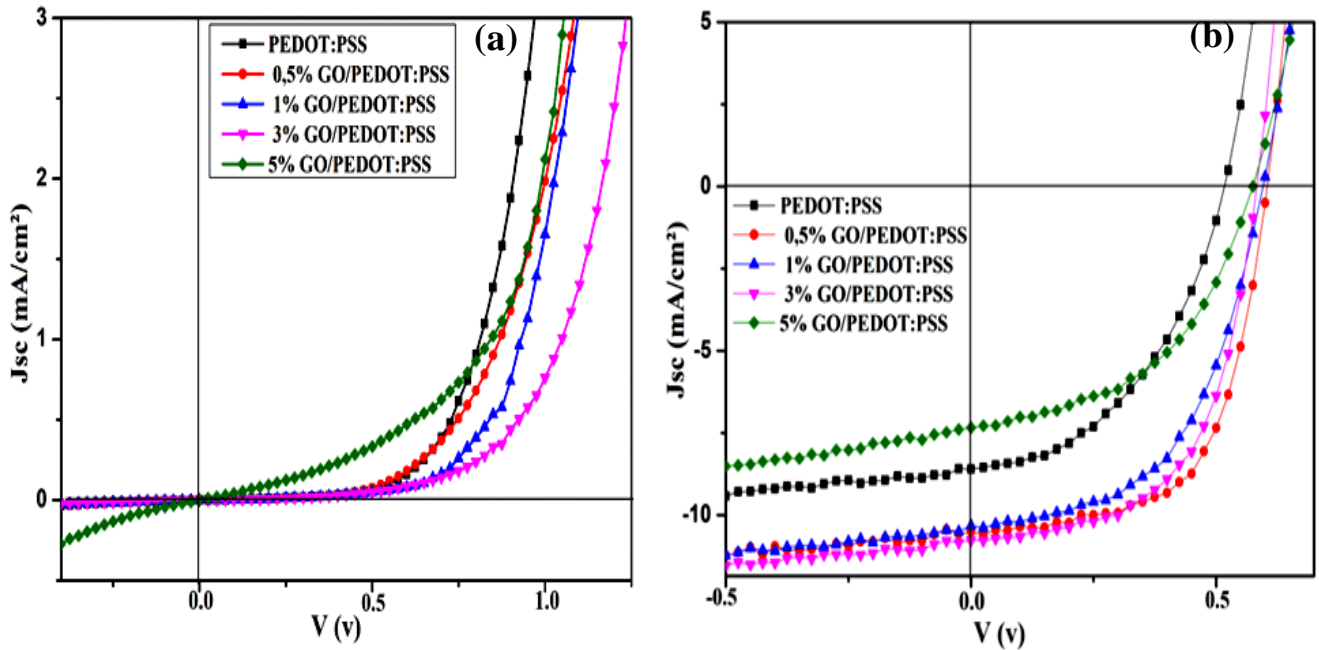 (a)
PEDOT:PSS
0,5% GO/PEDOT:PSS
1% GO/PEDOT:PSS
3% GO/PEDOT:PSS
5% GO/PEDOT:PSS
3
2
1
0
Jsc (mA/cm²)
0.0
0.5
1.0
V (v)
(b)
5
0
-5
-10
Jsc (mA/cm²)
PEDOT:PSS
0,5% GO/PEDOT:PSS
1% GO/PEDOT:PSS
3% GO/PEDOT:PSS
5% GO/PEDOT:PSS
-0.5
0.0
0.5
V (v)